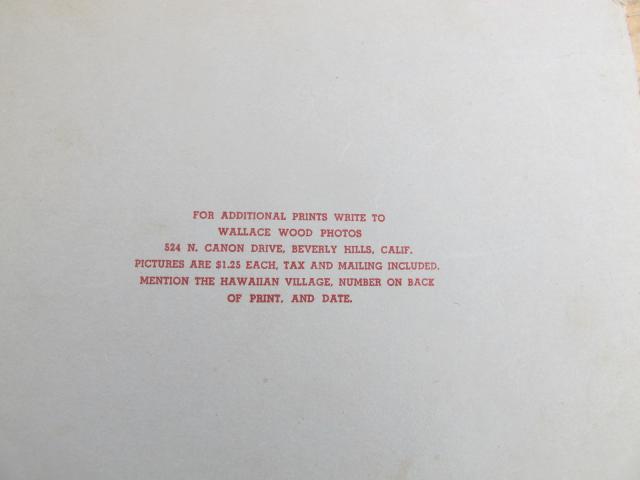 FOR ADDITIONAL PRINTS WRITE TO
WALLACE WOOD PHOTOS
524 N. CANON DRIVE, BEVERLY HILLS, CALIF.
PICTURES ARE $1.25 EACH, TAX AND MAILING INCLUDED.
MENTION THE HAWAIIAN VILLAGE, NUMBER ON BACK
OF PRINT, AND DATE.